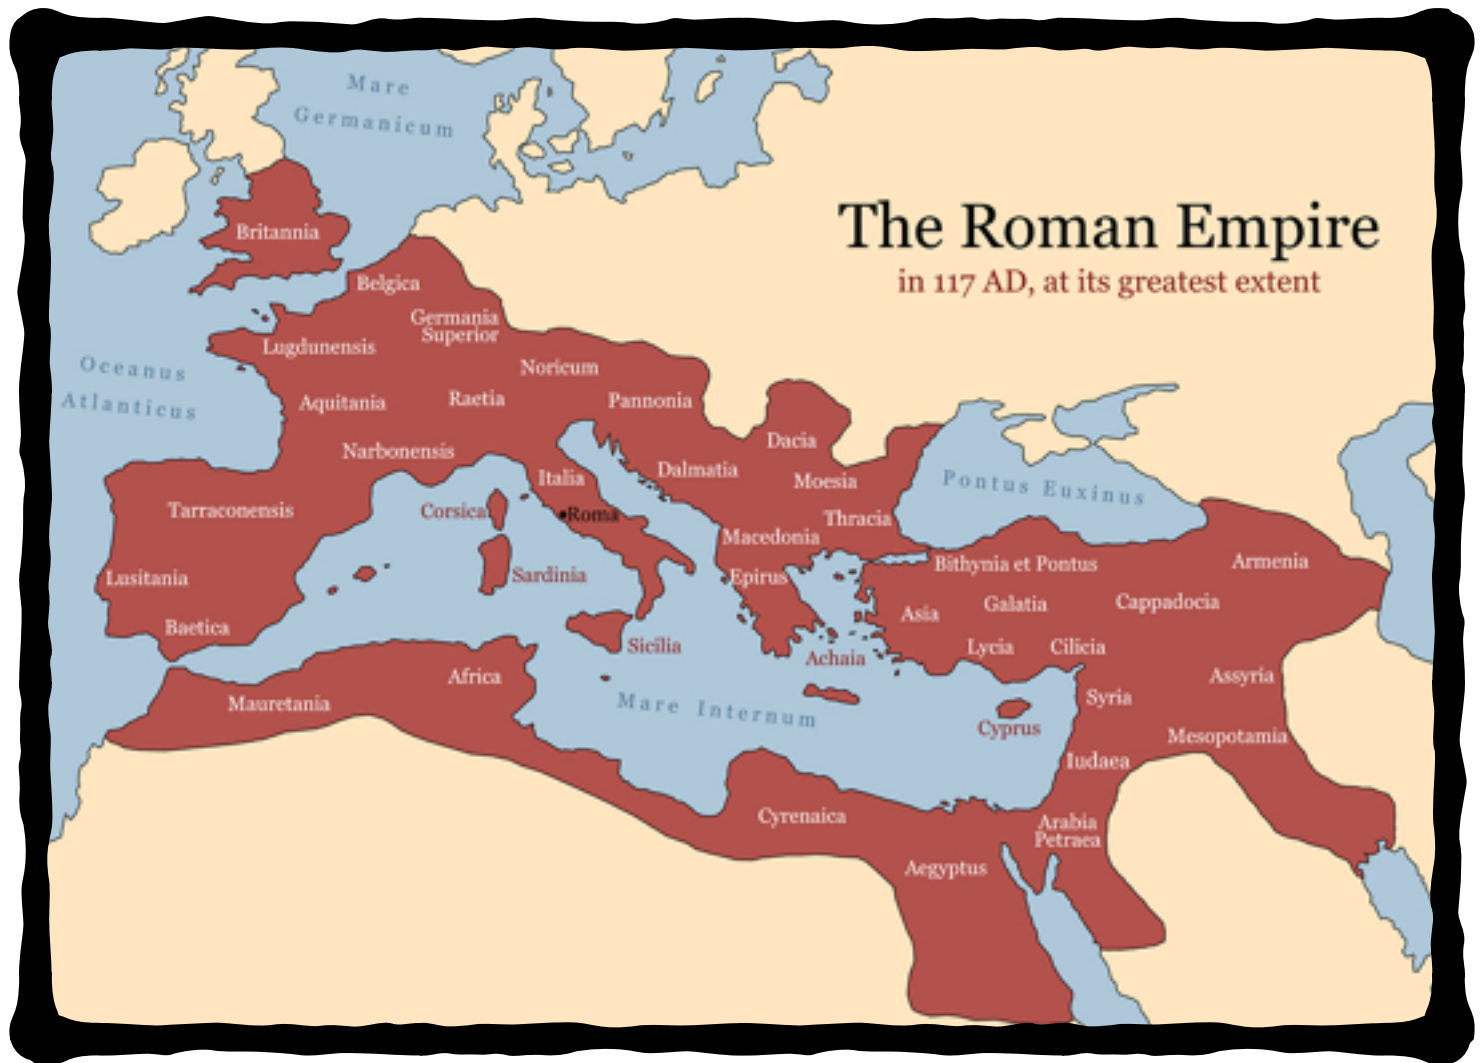 The Roman Empire
in 117 AD, at its greatest extent
Mare
Germanicum
Britannia
Belgica
Germania
Superior
Lugdunensis
Oceanus
Atlanticus
Noricum
Aquitania
Raetia
Pannonia
Narbonensis
Dacia
Italia
Dalmatia
Moesia
Pontus Euxinus
Tarraconensis
Corsica
Roma
Thracia
Macedonia
Lusitania
Sardinia
Epirus
Bithynia et Pontus
Armenia
Asia
Galatia
Cappadocia
Baetica
Sicilia
Achaia
Lycia
Cilicia
Africa
Assyria
Mauretania
Mare Internum
Syria
Cyprus
Mesopotamia
Iudaea
Cyrenaica
Arabia
Petraea
Aegyptus